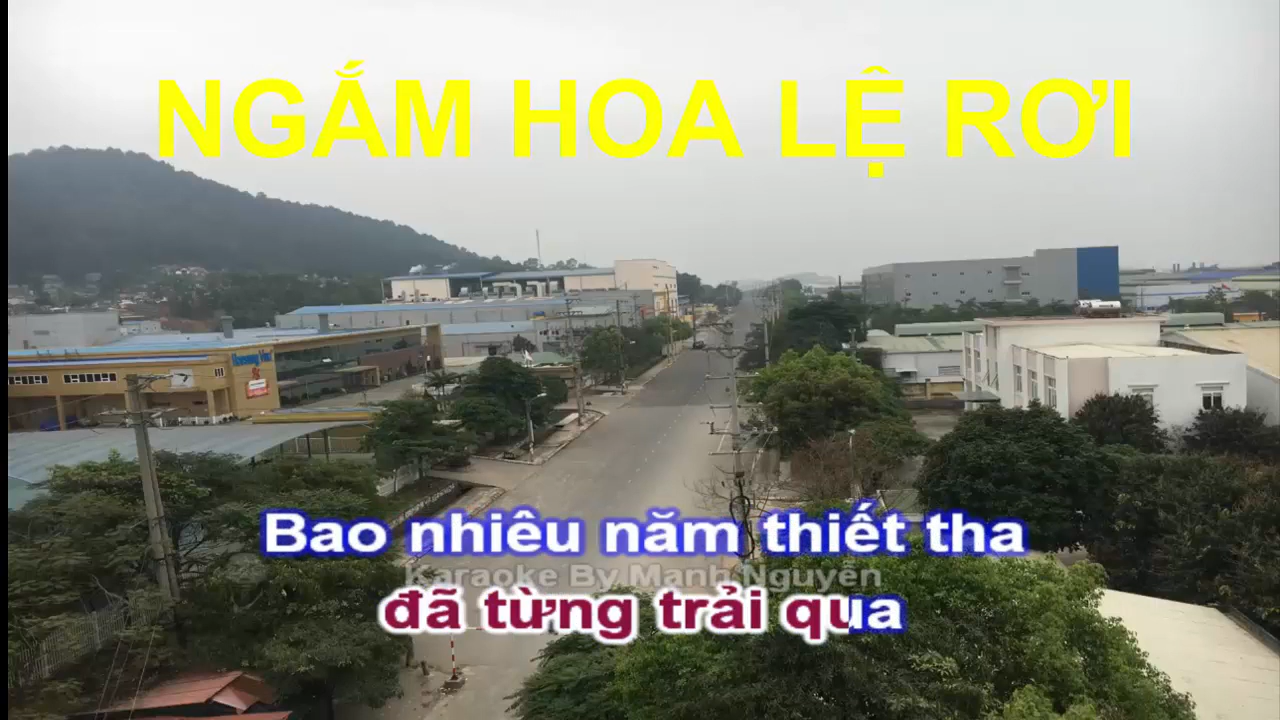 NGẮM HOA LỆ RƠI
Bao nhiêu năm thiết tha
Karaoke By Mạnh Nguyễn
đã từng trải qua